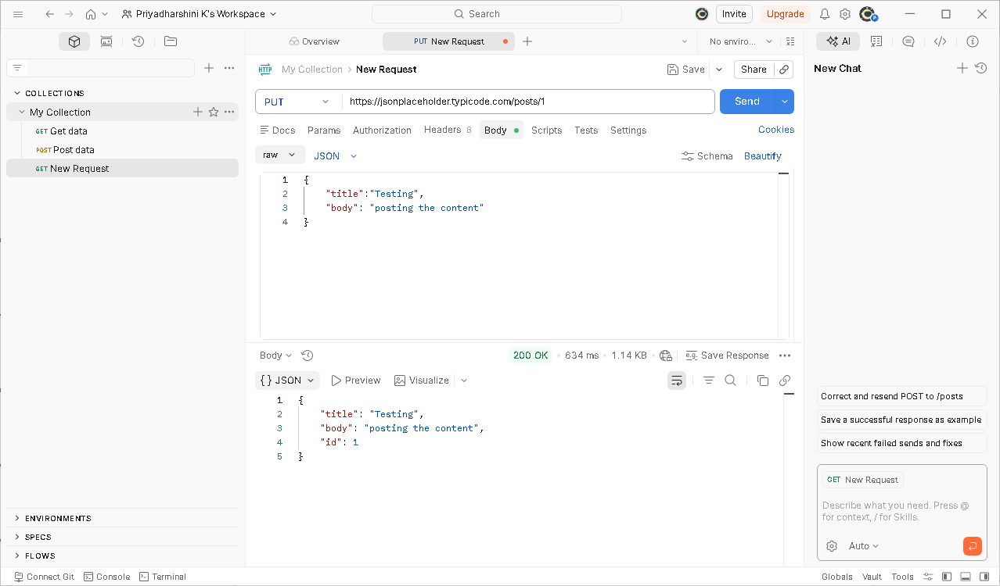 Priyadharshini K's Workspace
Search
Invite
Upgrade
Overview
PUT New Request
No enviro...
AI
My Collection > New Request
Save
Share
New Chat
COLLECTIONS
My Collection
GET Get data
POST Post data
GET New Request
PUT
https://jsonplaceholder.typicode.com/posts/1
Send
Docs
Params
Authorization
Headers 8
Body
Scripts
Tests
Settings
Cookies
raw
JSON
Schema
Beautify
1 {
2 "title":"Testing",
3 "body": "posting the content"
4 }
Body
200 OK
634 ms
1.14 KB
e.g. Save Response
{} JSON
Preview
Visualize
1 {
2 "title": "Testing",
3 "body": "posting the content",
4 "id": 1
5 }
Correct and resend POST to /posts
Save a successful response as example
Show recent failed sends and fixes
GET New Request
Describe what you need. Press @
for context, / for Skills.
Auto
ENVIRONMENTS
SPECS
FLOWS
Connect Git
Console
Terminal
Globals
Vault
Tools